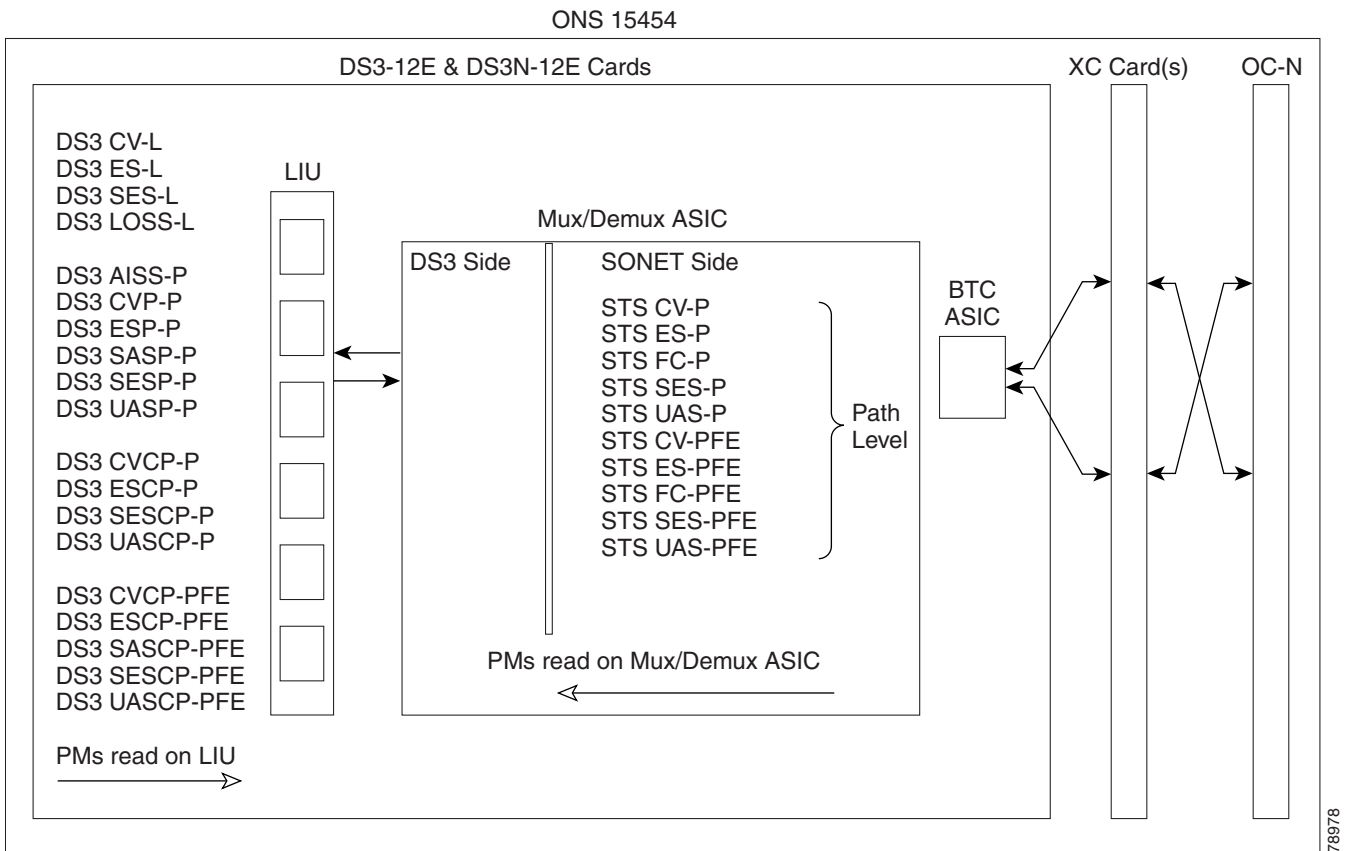 ONS 15454
DS3-12E & DS3N-12E Cards
XC Card(s)
OC-N
DS3 CV-L
DS3 ES-L
DS3 SES-L
DS3 LOSS-L
DS3 AISS-P
DS3 CVP-P
DS3 ESP-P
DS3 SASP-P
DS3 SESP-P
DS3 UASP-P
DS3 CVCP-P
DS3 ESCP-P
DS3 SESCP-P
DS3 UASCP-P
DS3 CVCP-PFE
DS3 ESCP-PFE
DS3 SASCP-PFE
DS3 SESCP-PFE
DS3 UASCP-PFE
PMs read on LIU
LIU
Mux/Demux ASIC
DS3 Side
SONET Side
STS CV-P
STS ES-P
STS FC-P
STS SES-P
STS UAS-P
STS CV-PFE
STS ES-PFE
STS FC-PFE
STS SES-PFE
STS UAS-PFE
Path
Level
PMs read on Mux/Demux ASIC
BTC
ASIC
78978